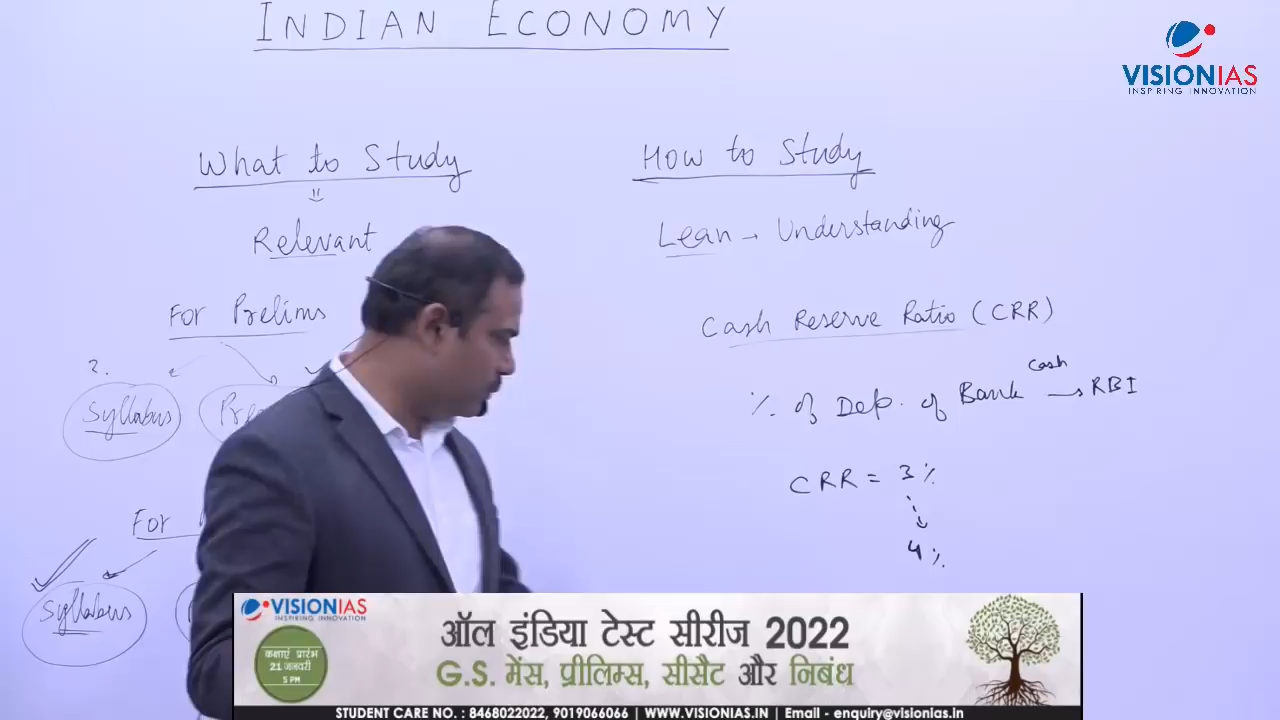 INDIAN ECONOMY
VISIONIAS
INSPIRING INNOVATION
What to Study
Relevant
For Prelims
2.
Syllabus
For
Syllabus
How to Study
Lean → Understanding
Cash Reserve Ratio (CRR)
% of Dep. of Bank cash → RBI
CRR = 3%
4%
VISIONIAS
INSPIRING INNOVATION
कक्षाएं प्रारंभ
21 जनवरी
5 PM
ऑल इंडिया टेस्ट सीरीज 2022
G.S. मेंस, प्रीलिम्स, सीसैट और निबंध
STUDENT CARE NO. : 8468022022, 9019066066 | WWW.VISIONIAS.IN | Email - enquiry@visionias.in